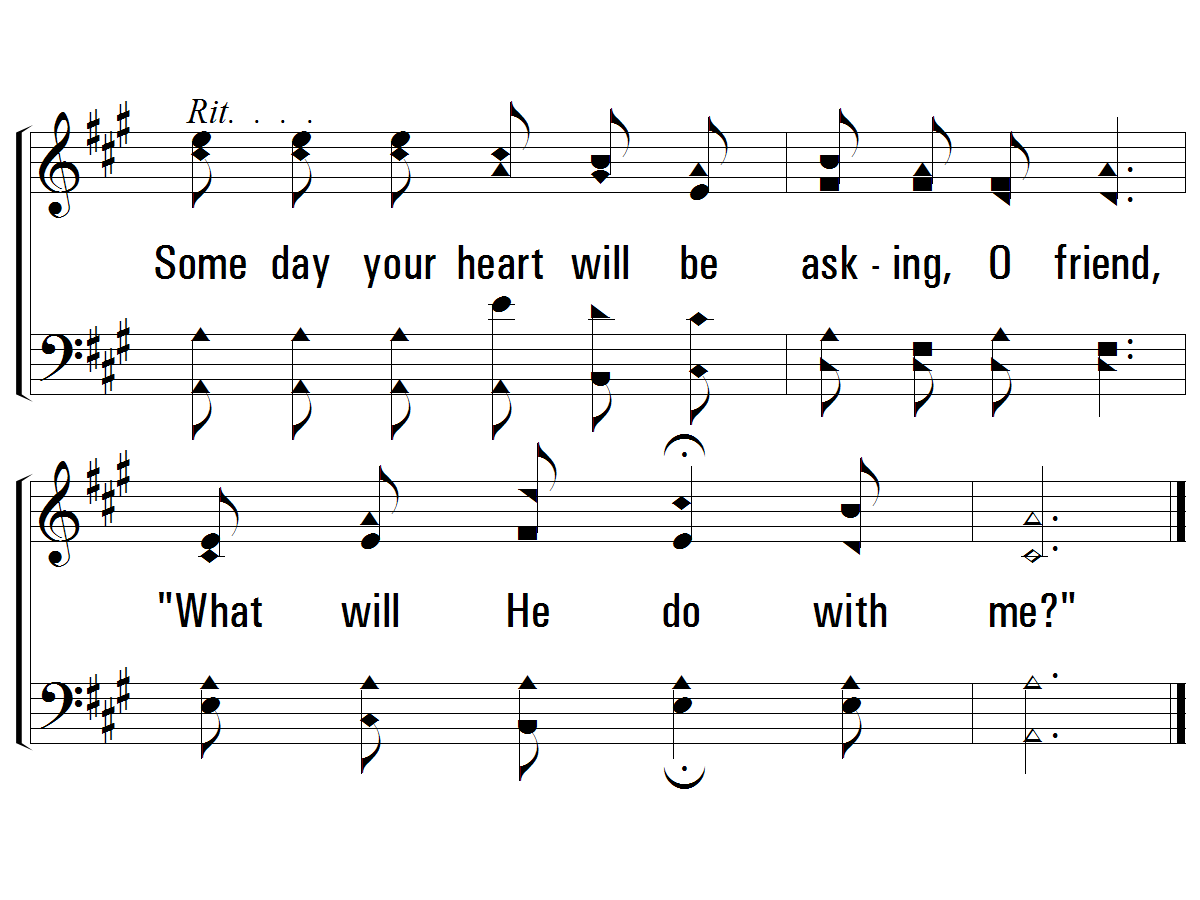 Rit. . . .
Some day your heart will be ask - ing, O friend,
"What will He do with me?"